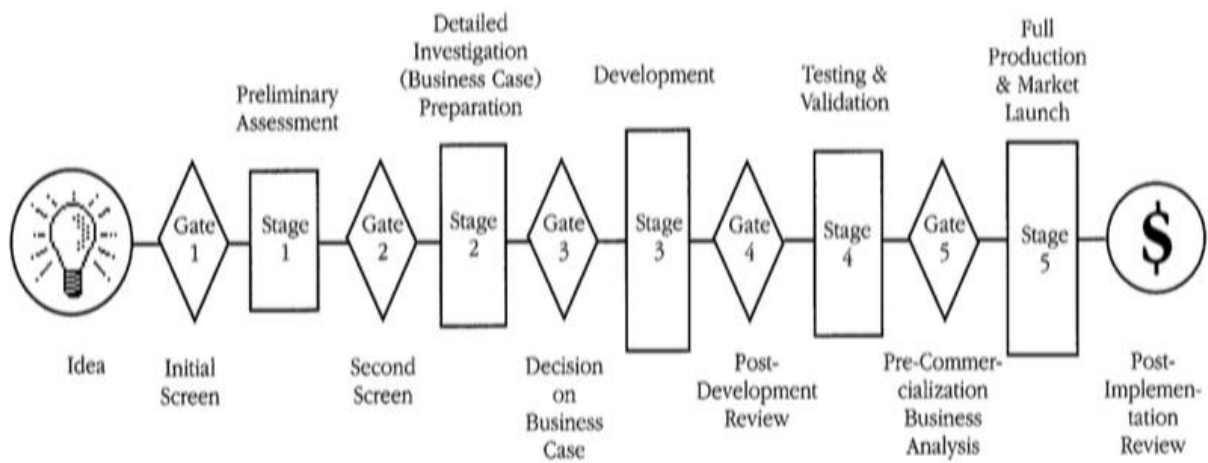 Preliminary
Assessment
Detailed
Investigation
(Business Case)
Preparation
Development
Testing &
Validation
Full
Production
& Market
Launch
Gate
1
Stage
1
Gate
2
Stage
2
Gate
3
Stage
3
Gate
4
Stage
4
Gate
5
Stage
5
$
Idea
Initial
Screen
Second
Screen
Decision
on
Business
Case
Post-
Development
Review
Pre-Commer-
cialization
Business
Analysis
Post-
Implemen-
tation
Review